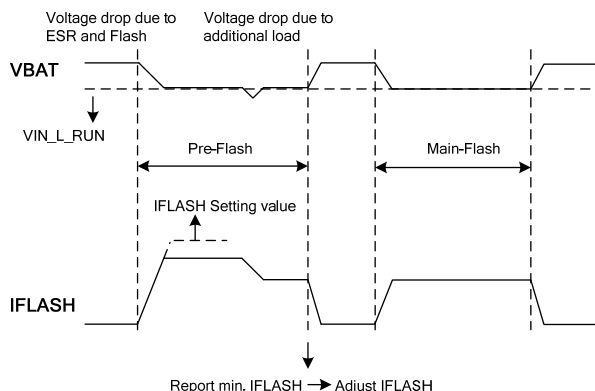 Voltage drop due to
ESR and Flash
Voltage drop due to
additional load
VBAT
VIN_L_RUN
Pre-Flash
Main-Flash
IFLASH Setting value
IFLASH
Report min. IFLASH
Adjust IFLASH